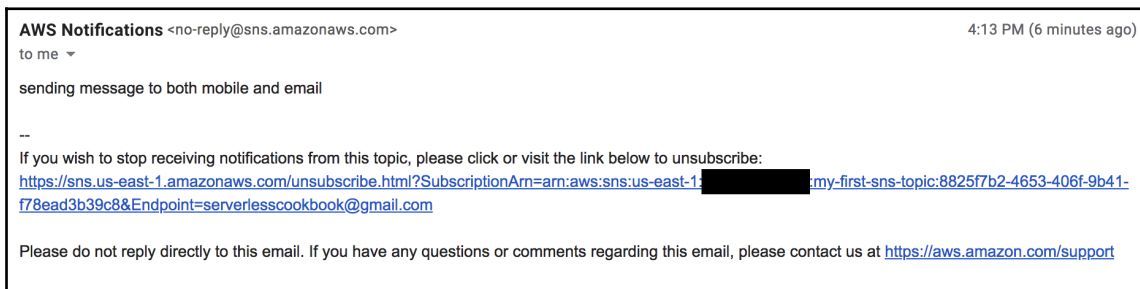 AWS Notifications <no-reply@sns.amazonaws.com> 4:13 PM (6 minutes ago)
to me
sending message to both mobile and email
--
If you wish to stop receiving notifications from this topic, please click or visit the link below to unsubscribe:
https://sns.us-east-1.amazonaws.com/unsubscribe.html?SubscriptionArn=arn:aws:sns:us-east-1: :my-first-sns-topic:8825f7b2-4653-406f-9b41-
f78ead3b39c8&Endpoint=serverlesscookbook@gmail.com
Please do not reply directly to this email. If you have any questions or comments regarding this email, please contact us at https://aws.amazon.com/support